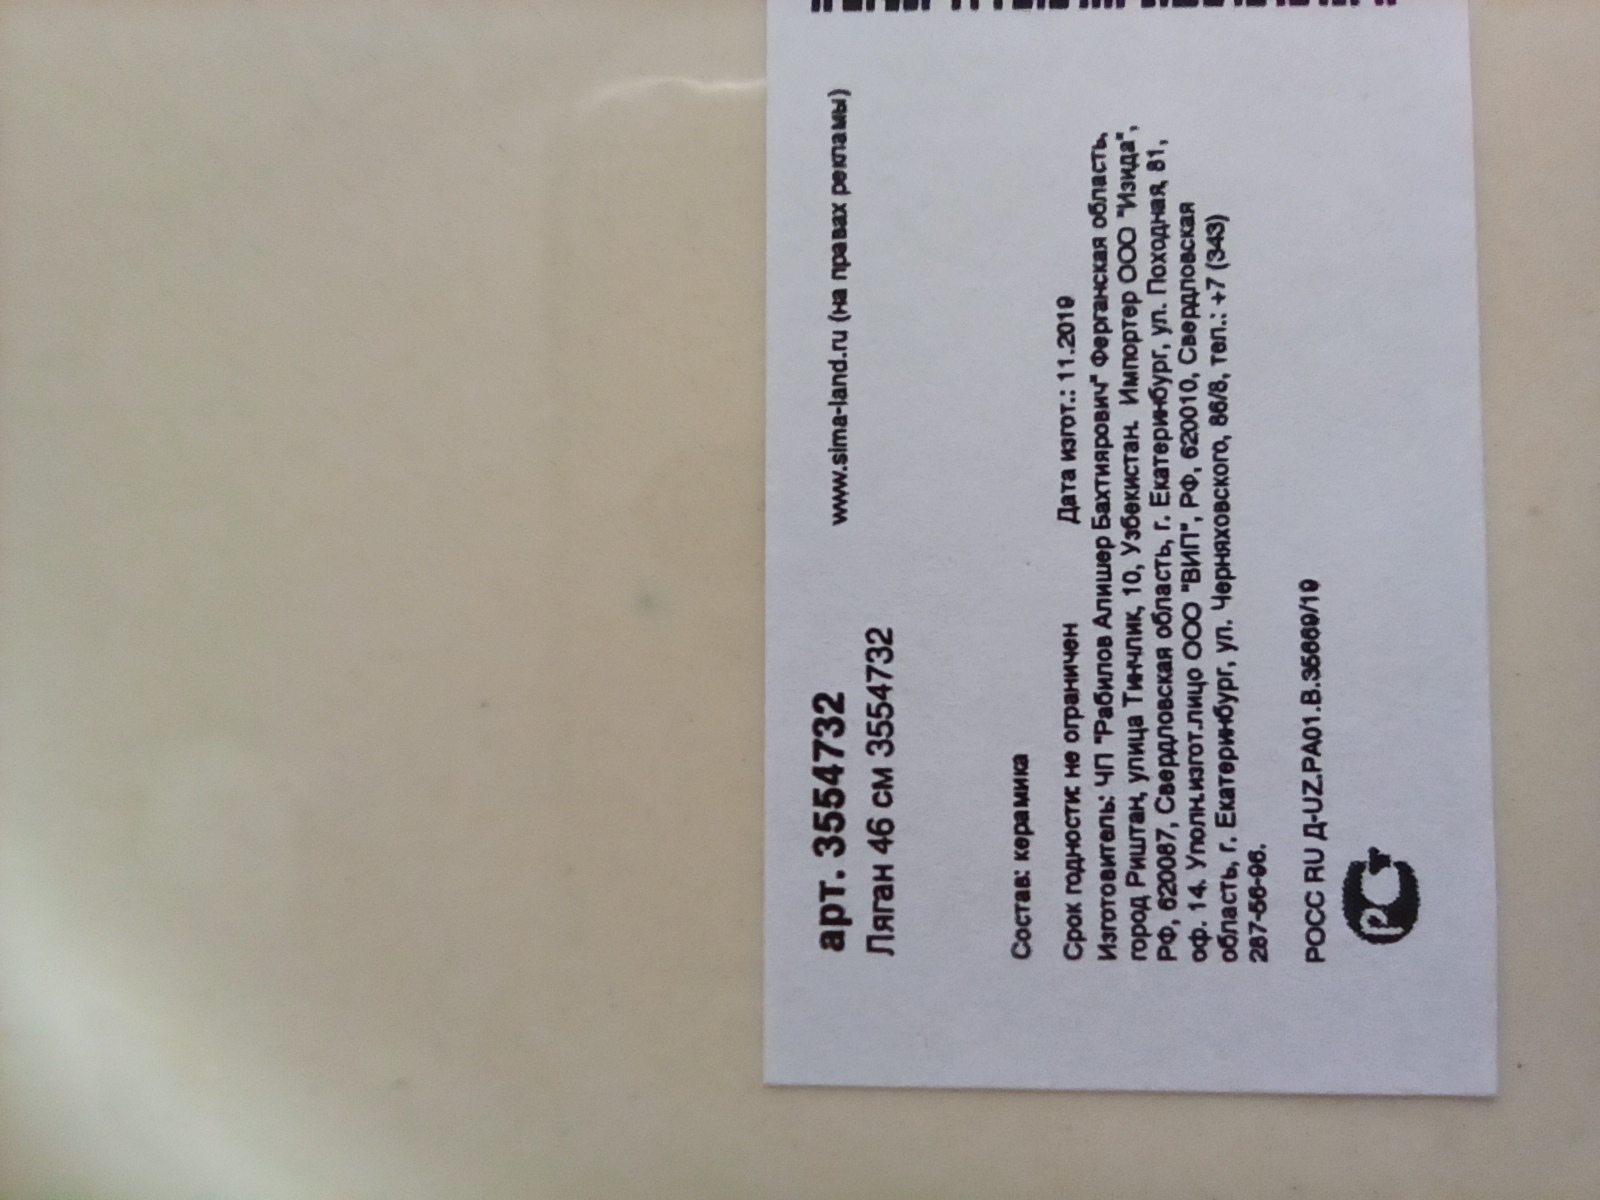 арт. 3554732 www.sima-land.ru (на правах рекламы)
Ляган 46 см 3554732
Состав: керамика
Срок годности: не ограничен Дата изгот.: 11.2019
Изготовитель: ЧП "Рабилов Алишер Бахтиярович" Ферганская область,
город Риштан, улица Тинчлик, 10, Узбекистан. Импортер ООО "Изида",
РФ, 620087, Свердловская область, г. Екатеринбург, ул. Походная, 81,
оф. 14. Уполн.изгот.лицо ООО "ВИП", РФ, 620010, Свердловская
область, г. Екатеринбург, ул. Черняховского, 86/8, тел.: +7 (343)
287-56-96.
РОСС RU Д-UZ.РА01.В.35669/19
РСТ